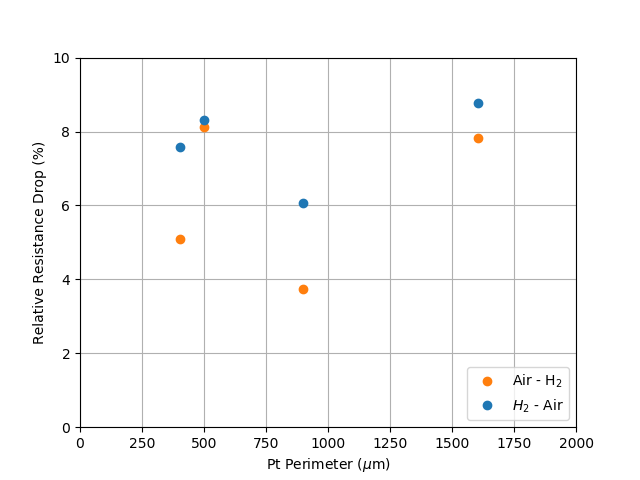 10
8
6
4
2
0
Relative Resistance Drop (%)
0 250 500 750 1000 1250 1500 1750 2000
Pt Perimeter (μm)
Air - H₂
H₂ - Air